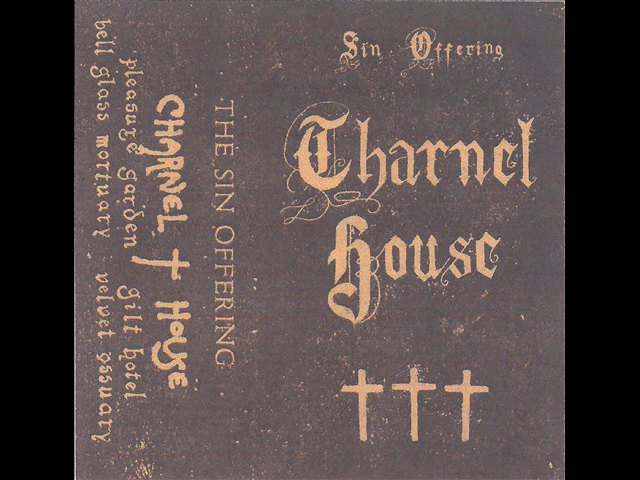 Sin Offering
Charnel
House
THE SIN OFFERING
CHARNEL † HOUSE
pleasure garden gilt hotel
bell glass mortuary velvet ossuary